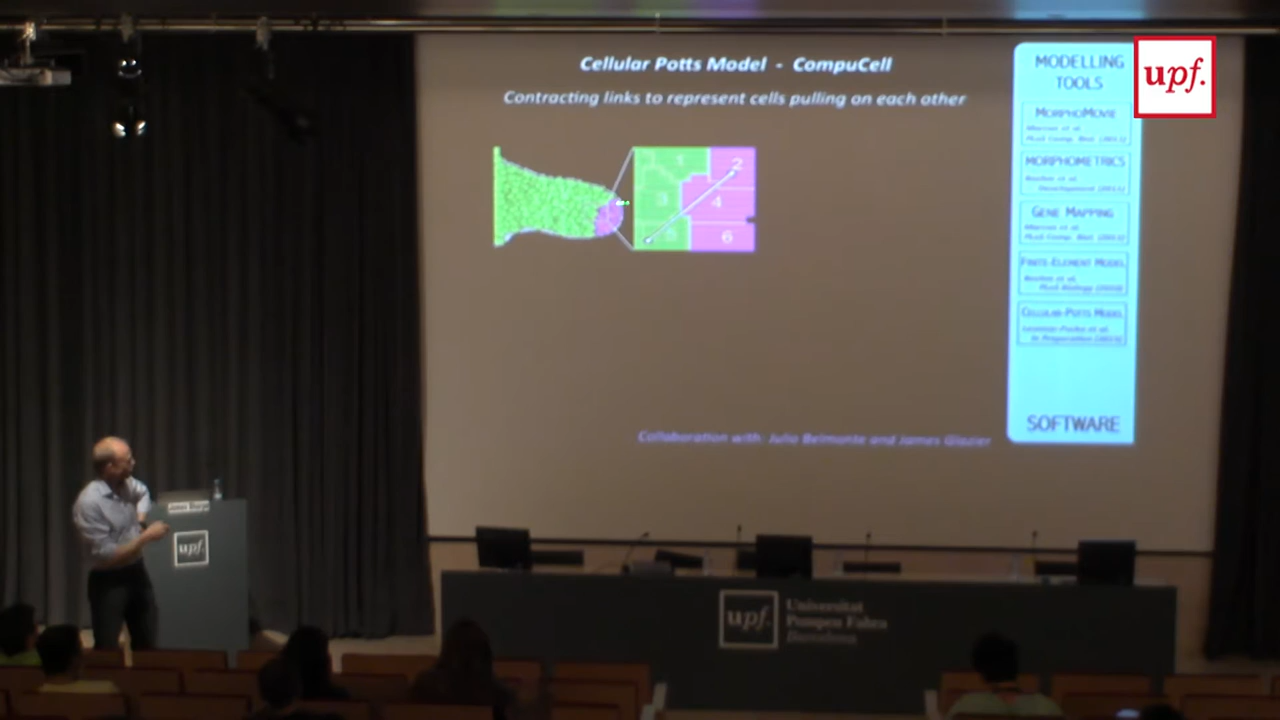 Cellular Potts Model - CompuCell
Contracting links to represent cells pulling on each other
1
2
3
4
5
6
Collaboration with Julio Belmonte and James Glazier
MODELLING
TOOLS
MORPHOMOVIE
MORPHOMETRICS
GENE MAPPING
FINITE-ELEMENT MODEL
CELLULAR-POTTS MODEL
SOFTWARE
upf.
James
upf.
upf.
Universitat
Pompeu Fabra
Barcelona